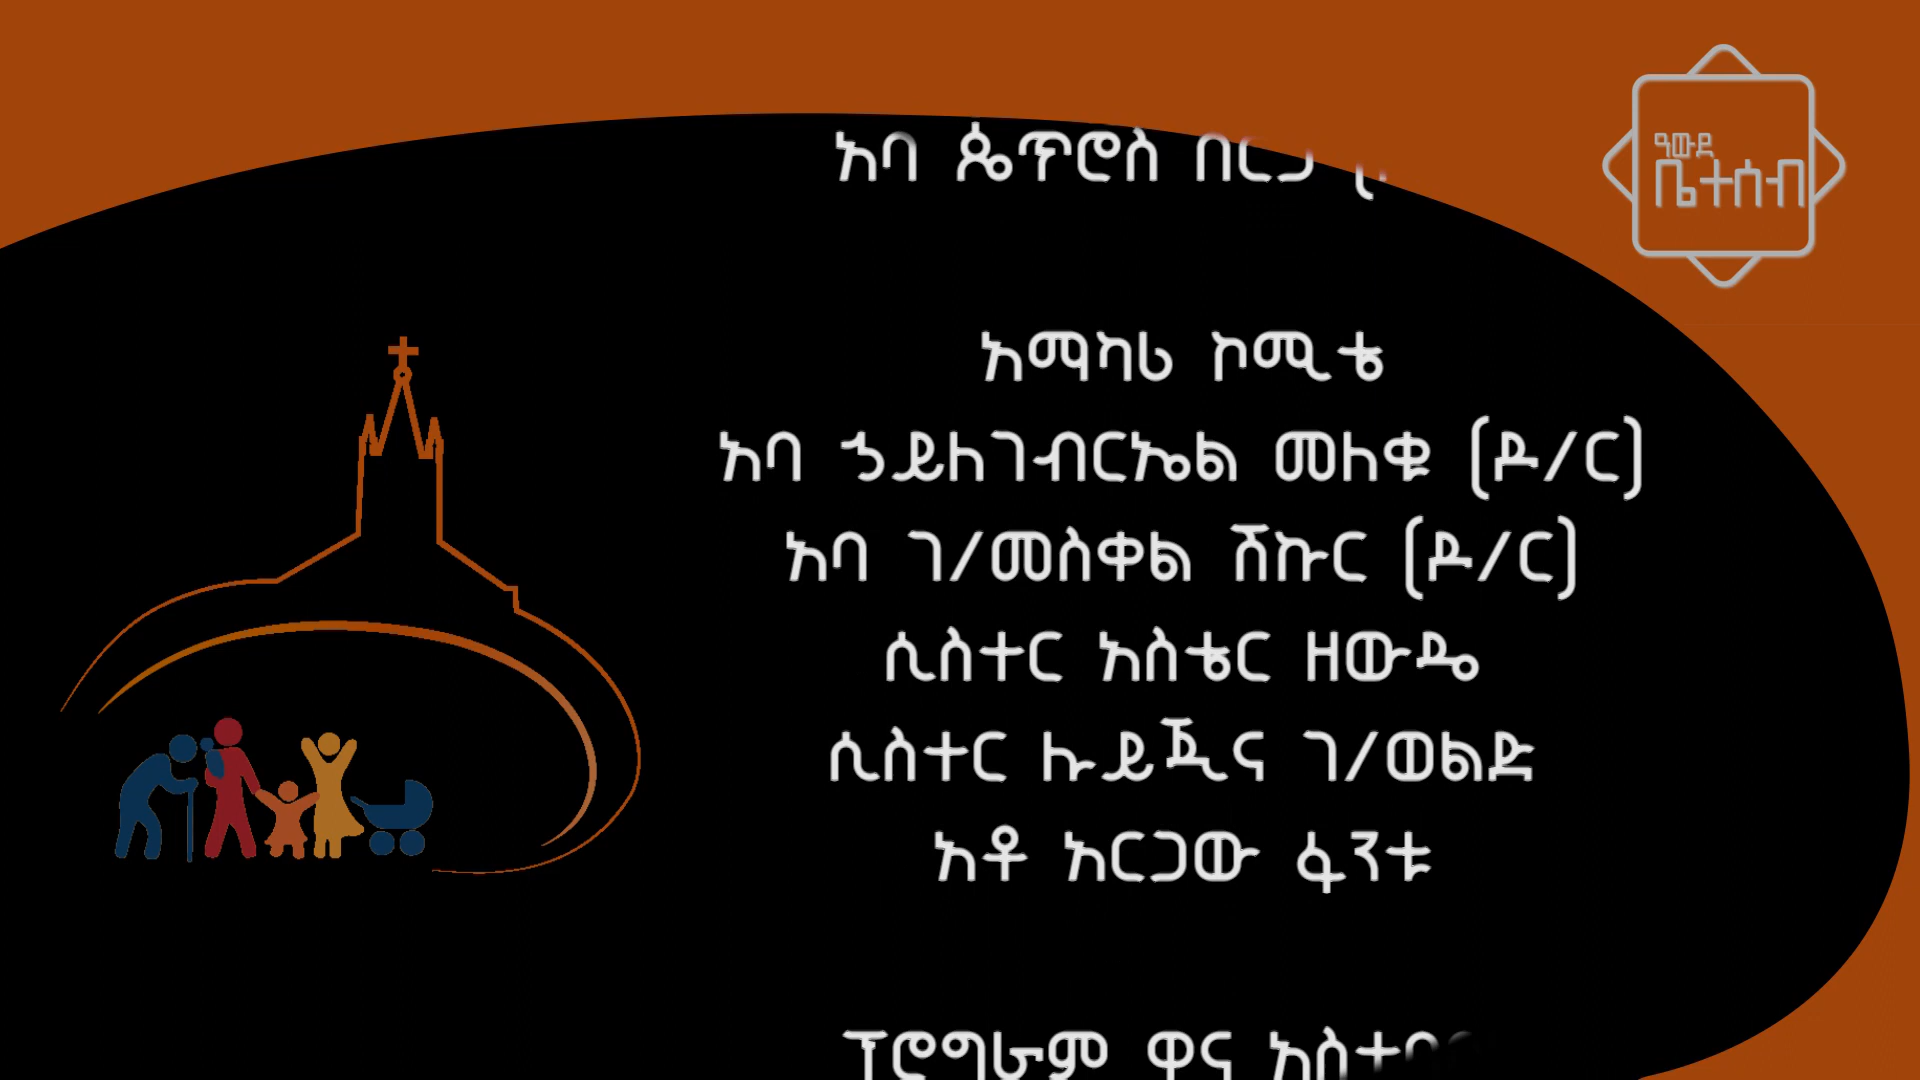 ዓውደ
ቤተሰብ
አባ ጴጥሮስ በርጋ
አማካሪ ኮሚቴ
አባ ኃይለገብርኤል መለቁ (ዶ/ር)
አባ ገ/መስቀል ሽኩር (ዶ/ር)
ሲስተር አስቴር ዘውዴ
ሲስተር ሉይጂና ገ/ወልድ
አቶ አርጋው ፋንቱ
ፕሮግራም ዋና